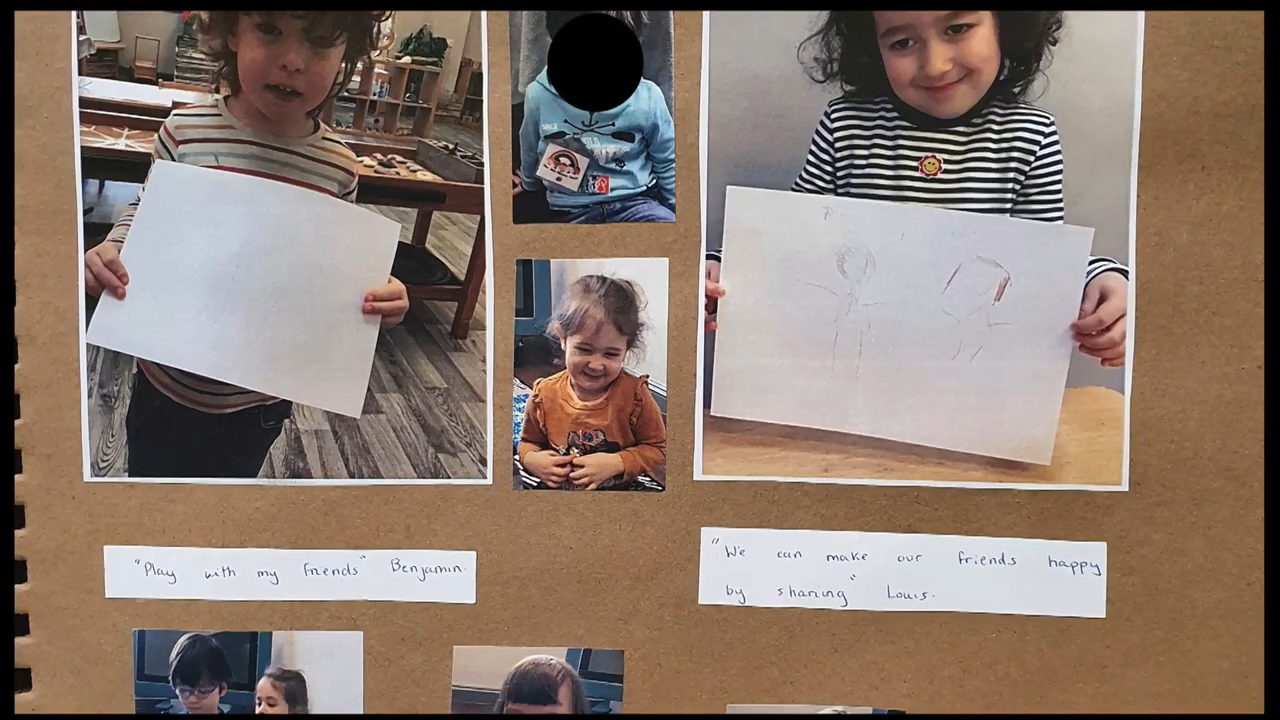 "Play with my friends" Benjamin.
"We can make our friends happy
by sharing" Louis.